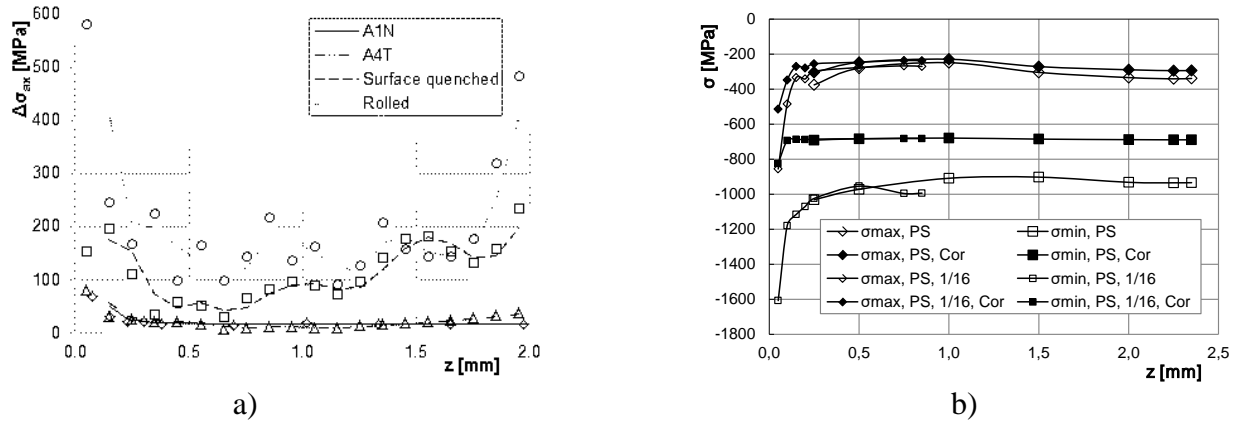 600
500
400
300
200
100
0
Δσax [MPa]
0.0
0.5
1.0
1.5
2.0
z [mm]
A1N
A4T
Surface quenched
Rolled
a)
0
-200
-400
-600
-800
-1000
-1200
-1400
-1600
-1800
σ [MPa]
0,0
0,5
1,0
1,5
2,0
2,5
z [mm]
σmax, PS
σmin, PS
σmax, PS, Cor
σmin, PS, Cor
σmax, PS, 1/16
σmin, PS, 1/16
σmax, PS, 1/16, Cor
σmin, PS, 1/16, Cor
b)